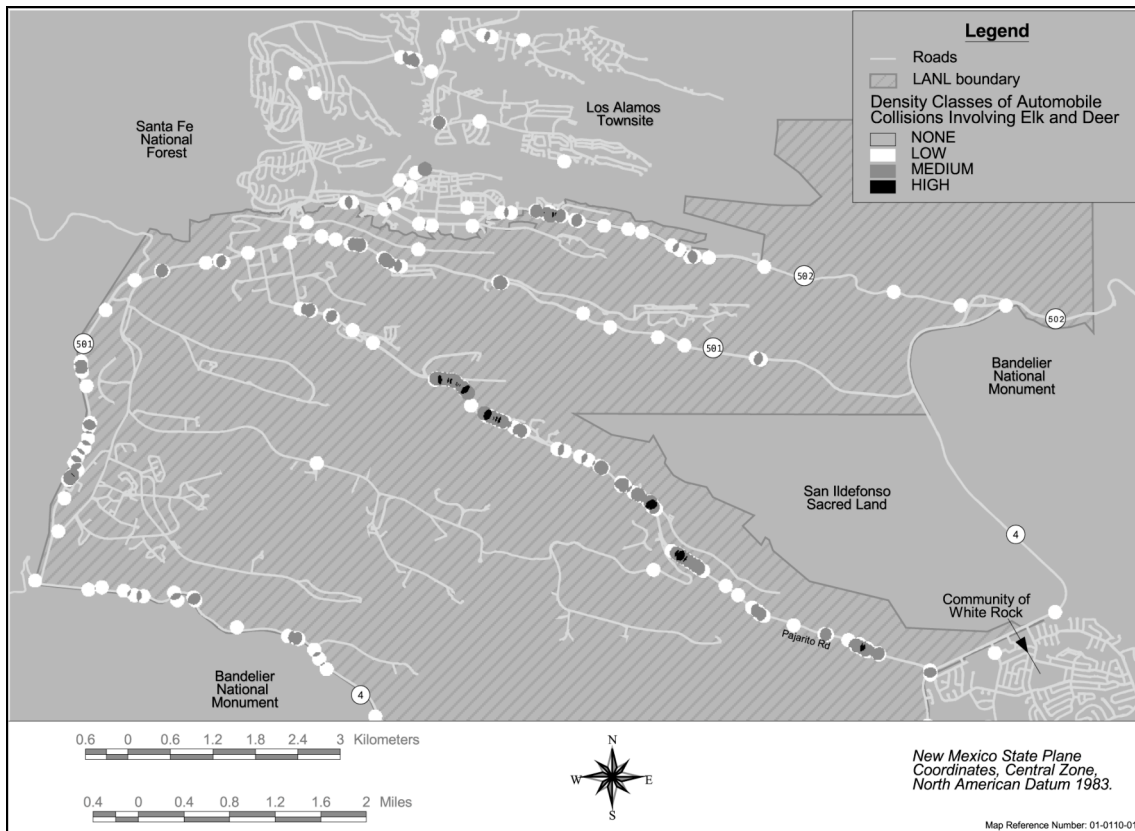 Legend
Roads
LANL boundary
Density Classes of Automobile
Collisions Involving Elk and Deer
NONE
LOW
MEDIUM
HIGH
Los Alamos
Townsite
Santa Fe
National
Forest
502
502
501
501
Bandelier
National
Monument
San Ildefonso
Sacred Land
4
Community of
White Rock
Pajarito Rd
Bandelier
National
Monument
4
0.6 0 0.6 1.2 1.8 2.4 3 Kilometers
0.4 0 0.4 0.8 1.2 1.6 2 Miles
N
W E
S
New Mexico State Plane
Coordinates, Central Zone,
North American Datum 1983.
Map Reference Number: 01-0110-01